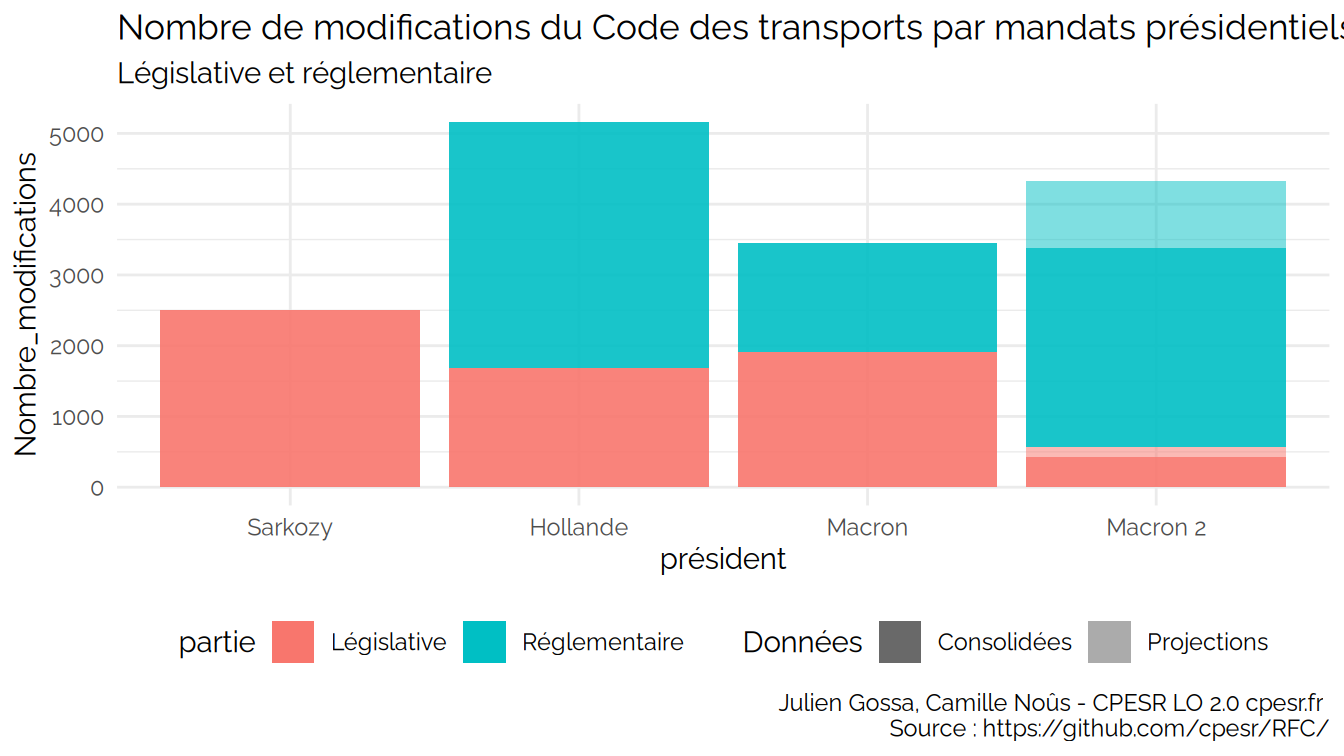 Nombre de modifications du Code des transports par mandats présidentiels
Législative et réglementaire
Nombre_modifications
5000
4000
3000
2000
1000
0
Sarkozy Hollande Macron Macron 2
président
partie Législative Réglementaire Données Consolidées Projections
Julien Gossa, Camille Noûs - CPESR LO 2.0 cpesr.fr
Source : https://github.com/cpesr/RFC/